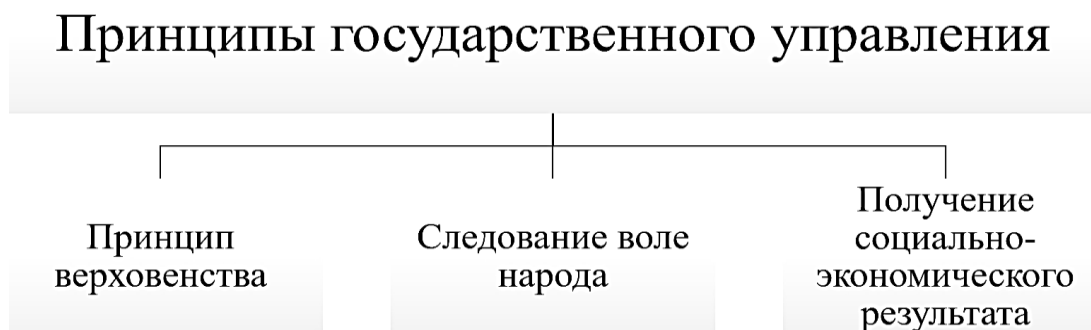 Принципы государственного управления
Принцип
верховенства
Следование воле
народа
Получение
социально-
экономического
результата